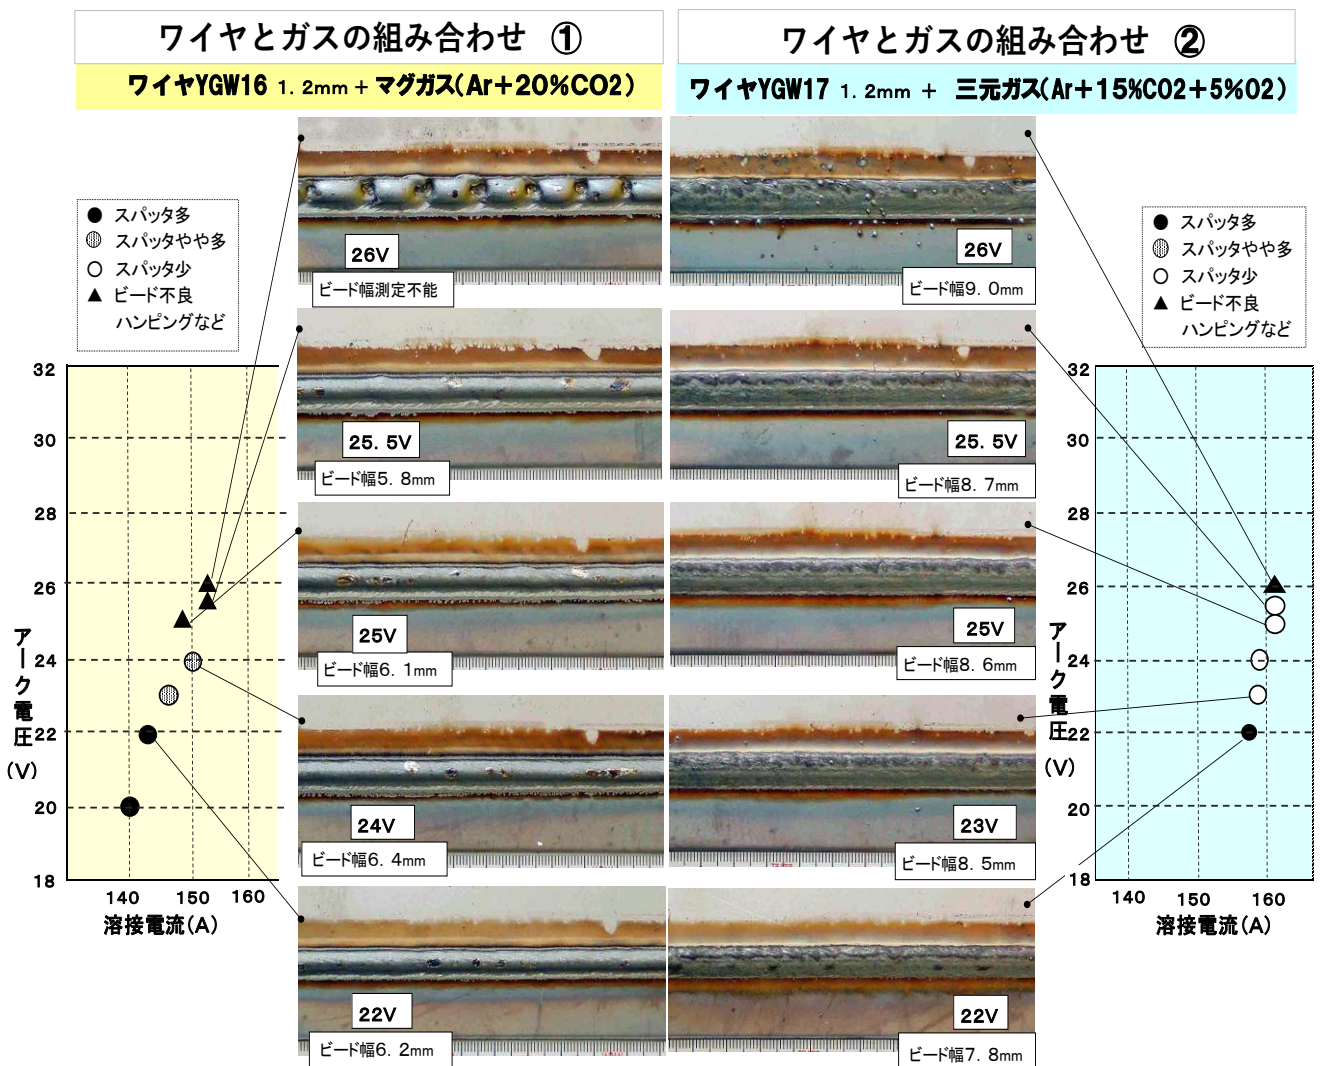 ワイヤとガスの組み合わせ ①
ワイヤYGW16 1.2mm + マグガス(Ar+20%CO2)
ワイヤとガスの組み合わせ ②
ワイヤYGW17 1.2mm + 三元ガス(Ar+15%CO2+5%O2)
● スパッタ多
スパッタやや多
○ スパッタ少
▲ ビード不良
ハンピングなど
32
30
28
26
24
22
20
18
アーク電圧
(V)
140 150 160
溶接電流(A)
26V
ビード幅測定不能
25.5V
ビード幅5.8mm
25V
ビード幅6.1mm
24V
ビード幅6.4mm
22V
ビード幅6.2mm
26V
ビード幅9.0mm
25.5V
ビード幅8.7mm
25V
ビード幅8.6mm
23V
ビード幅8.5mm
22V
ビード幅7.8mm
● スパッタ多
スパッタやや多
○ スパッタ少
▲ ビード不良
ハンピングなど
32
30
28
26
24
22
20
18
アーク電圧
(V)
140 150 160
溶接電流(A)